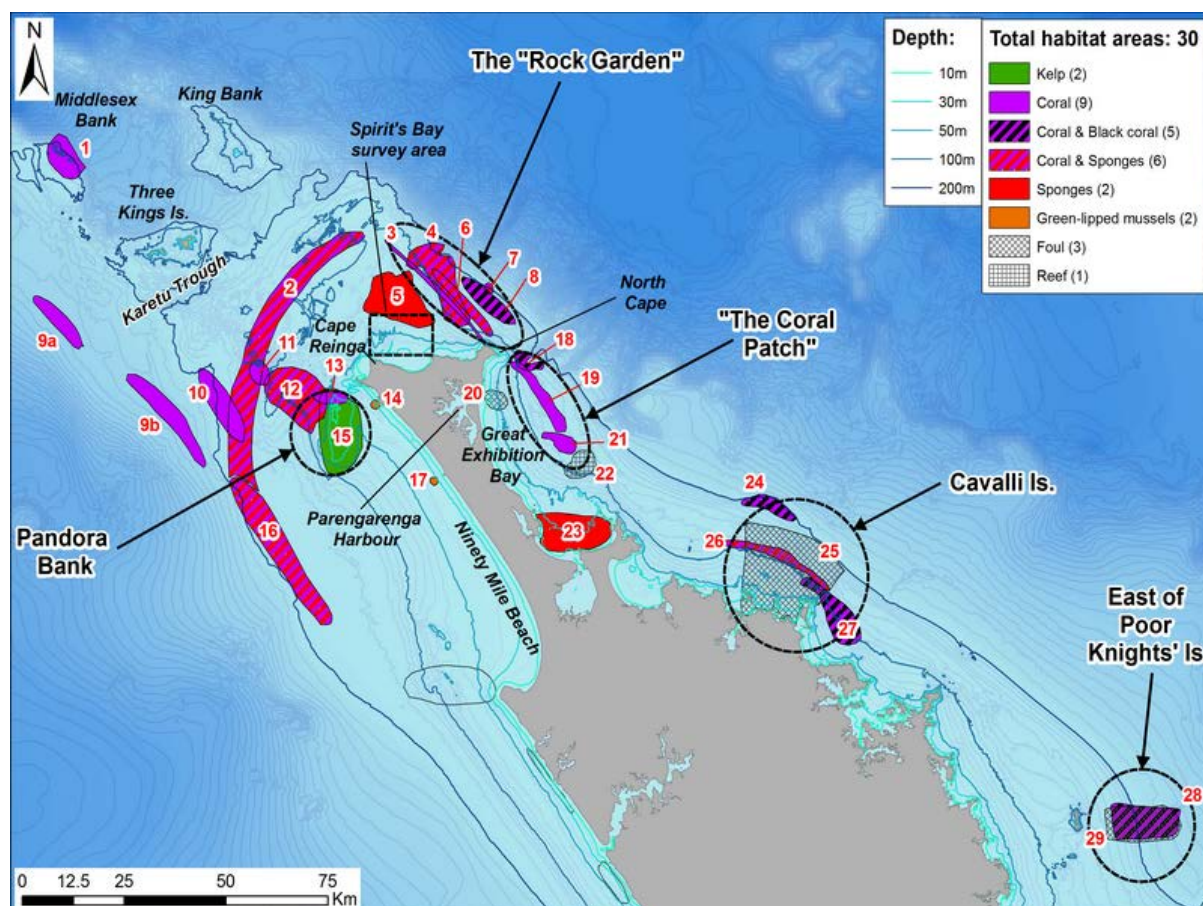 N
Middlesex
Bank
King Bank
The "Rock Garden"
Spirit's Bay
survey area
Three
Kings Is.
Karetu Trough
1
2
3
4
5
6
7
8
9a
9b
10
11
12
13
14
15
16
17
18
19
20
21
22
23
24
25
26
27
28
29
Cape
Reinga
North
Cape
"The Coral
Patch"
Great
Exhibition
Bay
Cavalli Is.
Pandora
Bank
Parengarenga
Harbour
Ninety Mile Beach
East of
Poor
Knights' Is
Depth:
10m
30m
50m
100m
200m
Total habitat areas: 30
Kelp (2)
Coral (9)
Coral & Black coral (5)
Coral & Sponges (6)
Sponges (2)
Green-lipped mussels (2)
Foul (3)
Reef (1)
0 12.5 25 50 75
Km